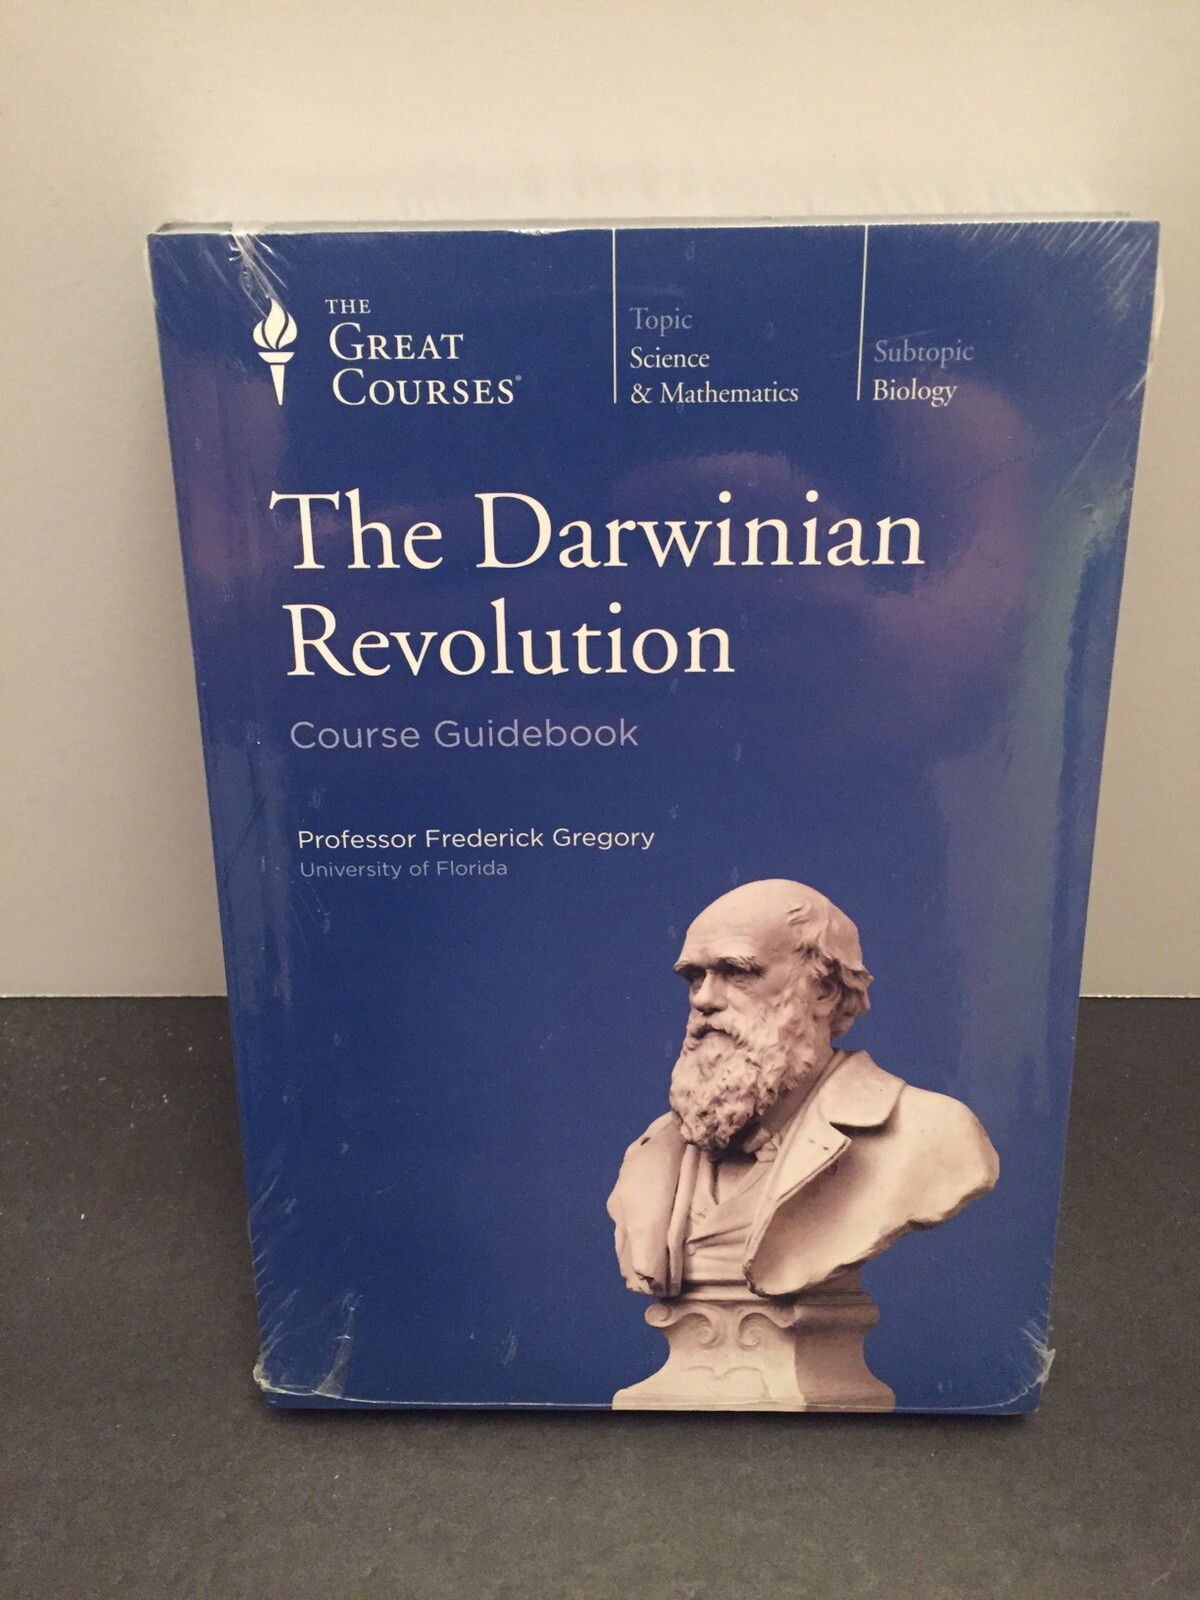 THE
GREAT
COURSES®
Topic
Science
& Mathematics
Subtopic
Biology
The Darwinian
Revolution
Course Guidebook
Professor Frederick Gregory
University of Florida